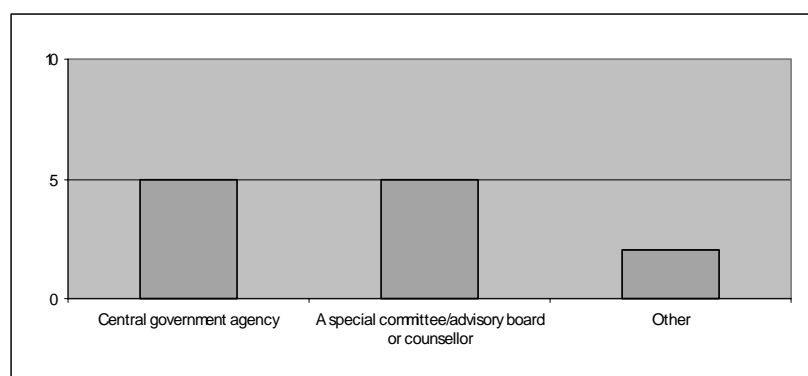 10
5
0
Central government agency
A special committee/advisory board
or counsellor
Other